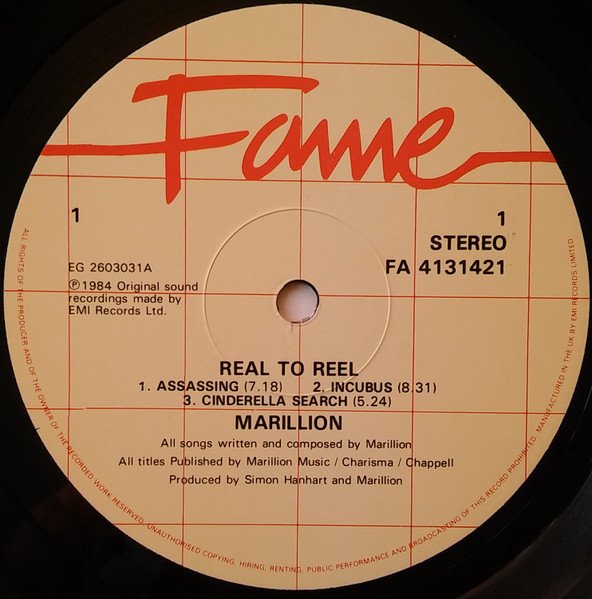 Fame
1
1
STEREO
EG 2603031A
FA 4131421
℗1984 Original sound
recordings made by
EMI Records Ltd.
REAL TO REEL
1. ASSASSING (7.18) 2. INCUBUS (8.31)
3. CINDERELLA SEARCH (5.24)
MARILLION
All songs written and composed by Marillion
All titles Published by Marillion Music / Charisma / Chappell
Produced by Simon Hanhart and Marillion
ALL RIGHTS OF THE PRODUCER AND OF THE OWNER OF THE RECORDED WORK RESERVED. UNAUTHORISED COPYING, HIRING, RENTING, PUBLIC PERFORMANCE AND BROADCASTING OF THIS RECORD PROHIBITED. MANUFACTURED IN THE UK BY EMI RECORDS LIMITED